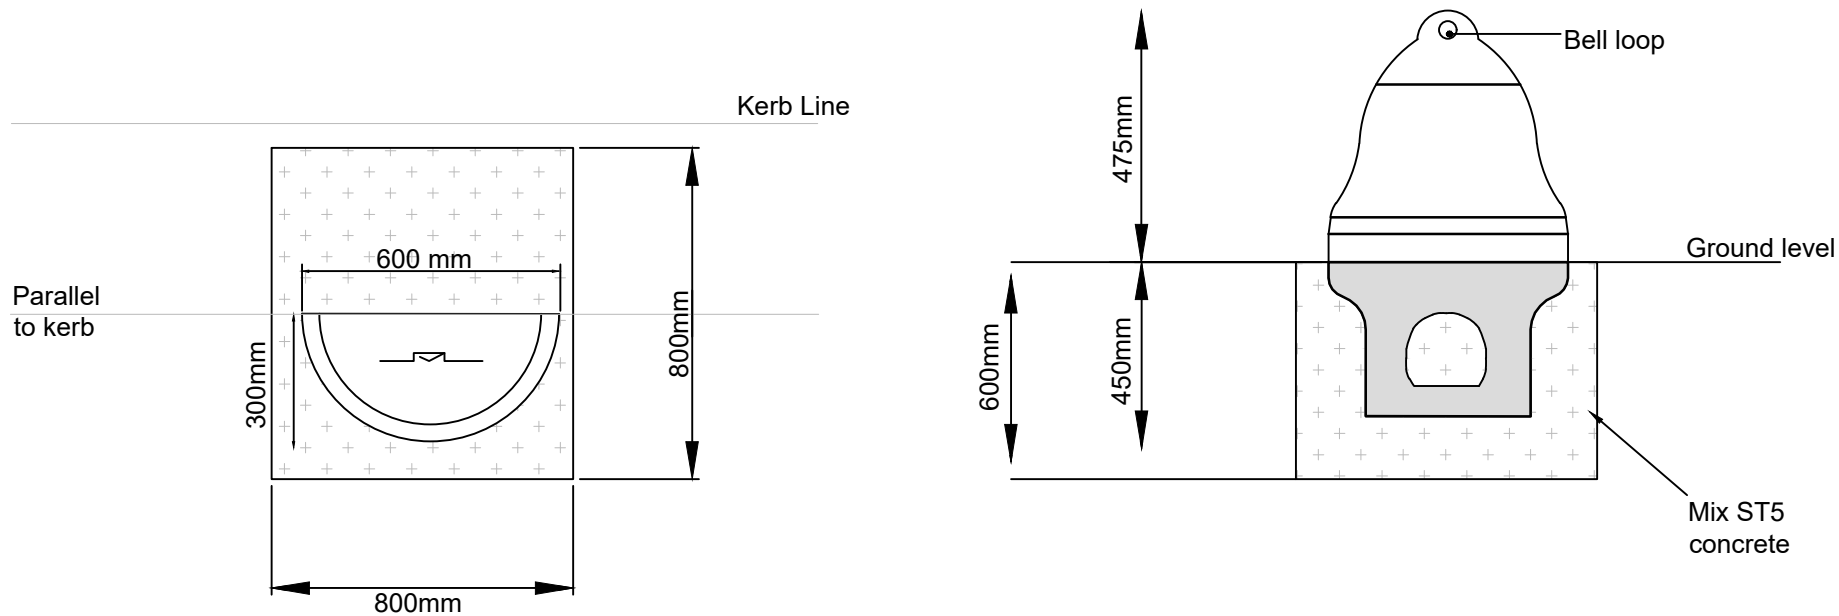 Kerb Line
600 mm
Parallel
to kerb
300mm
800mm
800mm
Bell loop
475mm
Ground level
600mm
450mm
Mix ST5
concrete